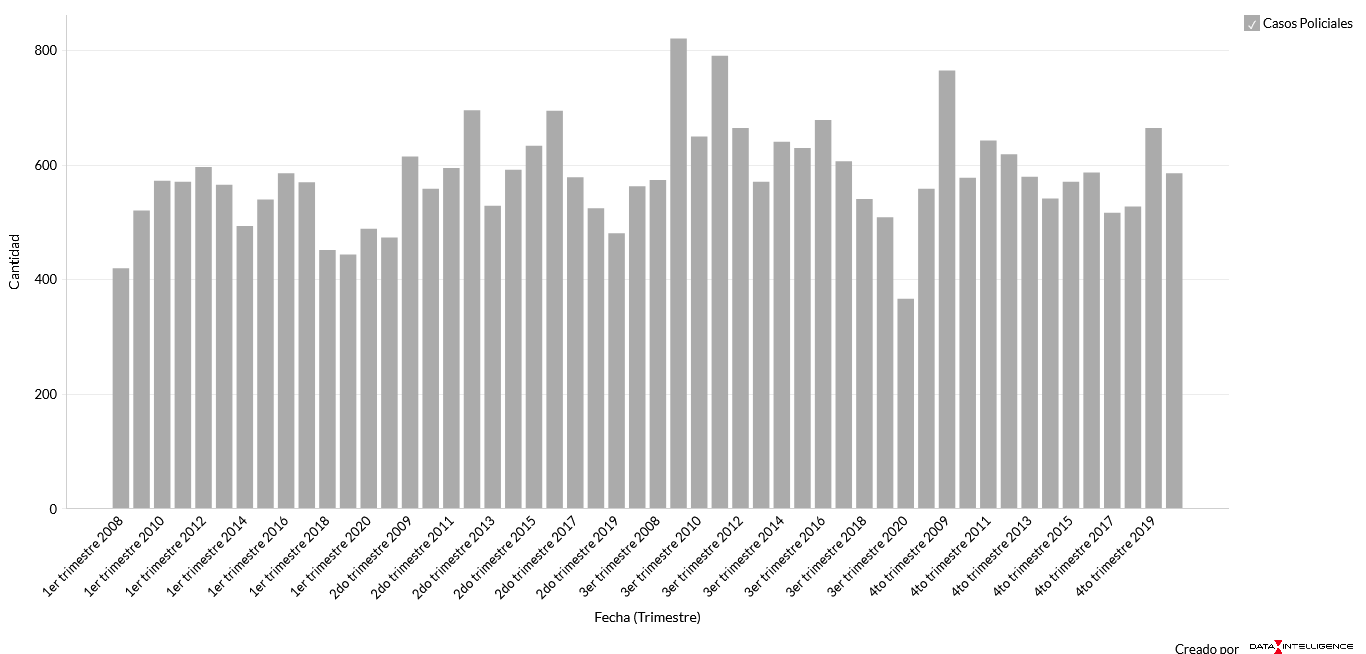 Casos Policiales
800
600
400
200
0
Cantidad
1er trimestre 2008
1er trimestre 2010
1er trimestre 2012
1er trimestre 2014
1er trimestre 2016
1er trimestre 2018
1er trimestre 2020
2do trimestre 2009
2do trimestre 2011
2do trimestre 2013
2do trimestre 2015
2do trimestre 2017
2do trimestre 2019
3er trimestre 2008
3er trimestre 2010
3er trimestre 2012
3er trimestre 2014
3er trimestre 2016
3er trimestre 2018
3er trimestre 2020
4to trimestre 2009
4to trimestre 2011
4to trimestre 2013
4to trimestre 2015
4to trimestre 2017
4to trimestre 2019
Fecha (Trimestre)
Creado por DATA INTELLIGENCE